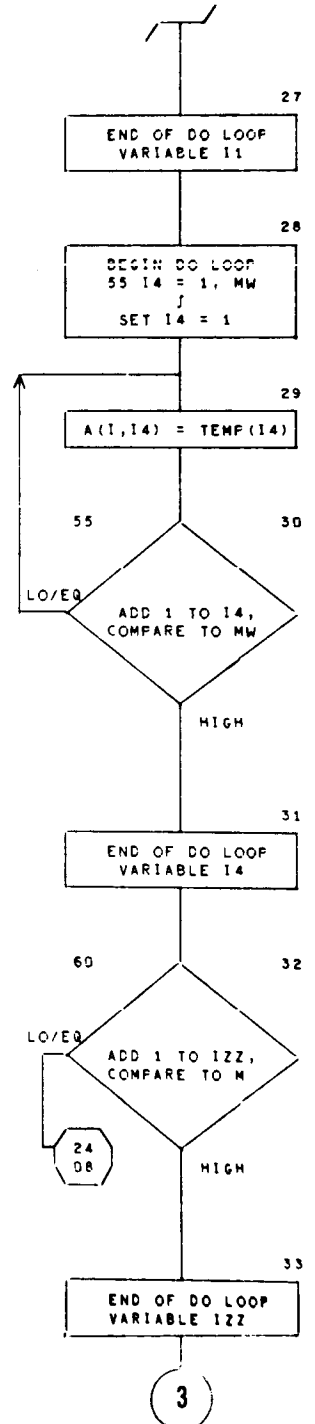 27
END OF DO LOOP
VARIABLE I1
28
BEGIN DO LOOP
55 I4 = 1, MW
SET I4 = 1
29
A(I,I4) = TEMP(I4)
55
30
LO/EQ
ADD 1 TO I4,
COMPARE TO MW
HIGH
31
END OF DO LOOP
VARIABLE I4
60
32
LO/EQ
ADD 1 TO IZZ,
COMPARE TO M
24
08
HIGH
33
END OF DO LOOP
VARIABLE IZZ
3